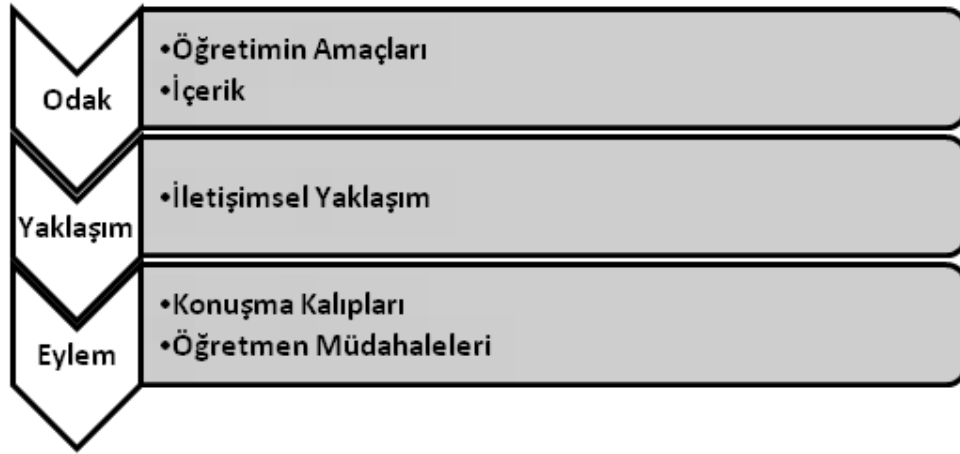 Odak
•Öğretimin Amaçları
•İçerik
Yaklaşım
•İletişimsel Yaklaşım
Eylem
•Konuşma Kalıpları
•Öğretmen Müdahaleleri